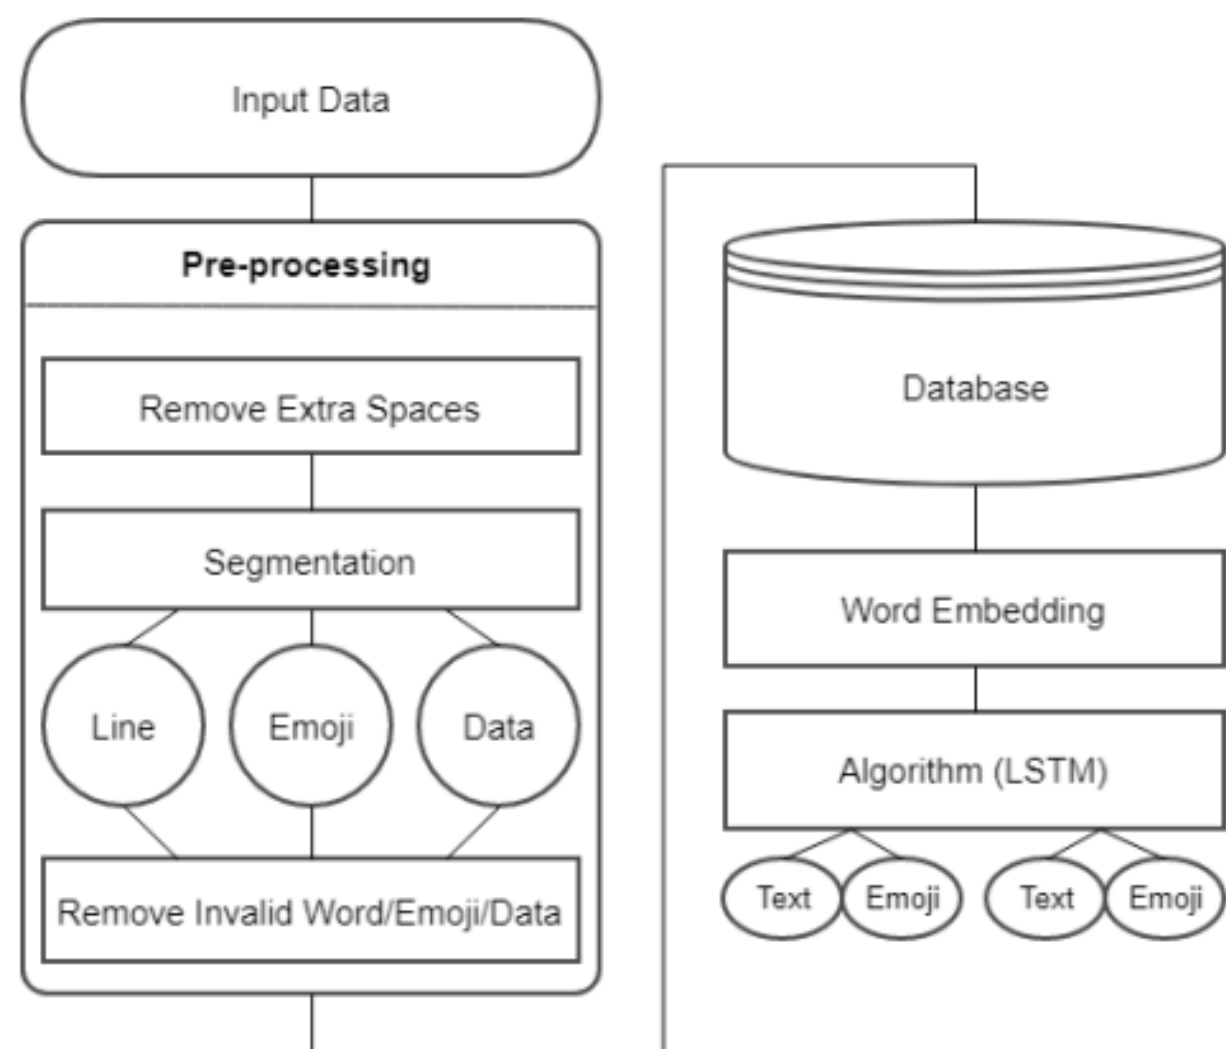 Input Data
Pre-processing
Remove Extra Spaces
Segmentation
Line
Emoji
Data
Remove Invalid Word/Emoji/Data
Database
Word Embedding
Algorithm (LSTM)
Text
Emoji
Text
Emoji